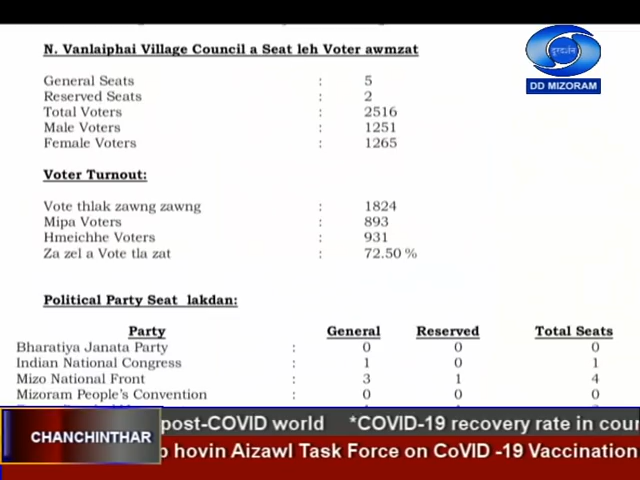 N. Vanlaiphai Village Council a Seat leh Voter awmzat
दूरदर्शन
DD MIZORAM
General Seats : 5
Reserved Seats : 2
Total Voters : 2516
Male Voters : 1251
Female Voters : 1265
Voter Turnout:
Vote thlak zawng zawng : 1824
Mipa Voters : 893
Hmeichhe Voters : 931
Za zel a Vote tla zat : 72.50 %
Political Party Seat lakdan:
Party General Reserved Total Seats
Bharatiya Janata Party : 0 0 0
Indian National Congress : 1 0 1
Mizo National Front : 3 1 4
Mizoram People's Convention : 0 0 0
CHANCHINTHAR
post-COVID world *COVID-19 recovery rate in
hovin Aizawl Task Force on CoVID -19 Vaccination